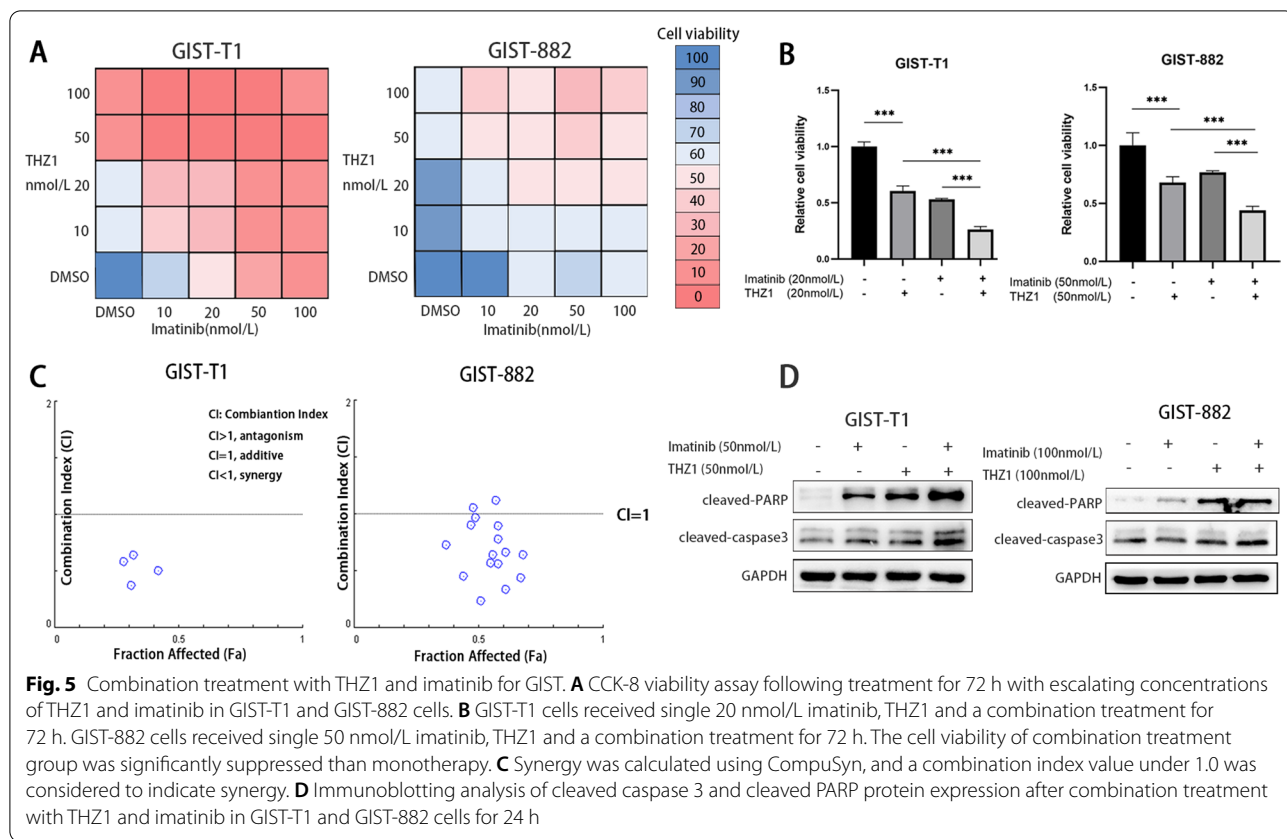 A
GIST-T1
GIST-882
Cell viability
100
90
80
70
60
50
40
30
20
10
0
100
50
THZ1
nmol/L 20
10
DMSO
DMSO 10 20 50 100
Imatinib(nmol/L)
100
50
THZ1
nmol/L 20
10
DMSO
DMSO 10 20 50 100
Imatinib(nmol/L)
B
GIST-T1
Relative cell viability
1.5
1.0
0.5
0.0
***
***
***
Imatinib (20nmol/L) - - + +
THZ1 (20nmol/L) - + - +
GIST-882
Relative cell viability
1.5
1.0
0.5
0.0
***
***
***
Imatinib (50nmol/L) - - + +
THZ1 (50nmol/L) - + - +
C
GIST-T1
Combination Index (CI)
2
1
0 0.5 1
Fraction Affected (Fa)
CI: Combiantion Index
CI>1, antagonism
CI=1, additive
CI<1, synergy
GIST-882
Combination Index (CI)
2
1
0 0.5 1
Fraction Affected (Fa)
CI=1
D
GIST-T1
Imatinib (50nmol/L) - + - +
THZ1 (50nmol/L) - - + +
cleaved-PARP
cleaved-caspase3
GAPDH
GIST-882
- + - + Imatinib (100nmol/L)
- - + + THZ1 (100nmol/L)
cleaved-PARP
cleaved-caspase3
GAPDH
Fig. 5 Combination treatment with THZ1 and imatinib for GIST. A CCK-8 viability assay following treatment for 72 h with escalating concentrations
of THZ1 and imatinib in GIST-T1 and GIST-882 cells. B GIST-T1 cells received single 20 nmol/L imatinib, THZ1 and a combination treatment for
72 h. GIST-882 cells received single 50 nmol/L imatinib, THZ1 and a combination treatment for 72 h. The cell viability of combination treatment
group was significantly suppressed than monotherapy. C Synergy was calculated using CompuSyn, and a combination index value under 1.0 was
considered to indicate synergy. D Immunoblotting analysis of cleaved caspase 3 and cleaved PARP protein expression after combination treatment
with THZ1 and imatinib in GIST-T1 and GIST-882 cells for 24 h